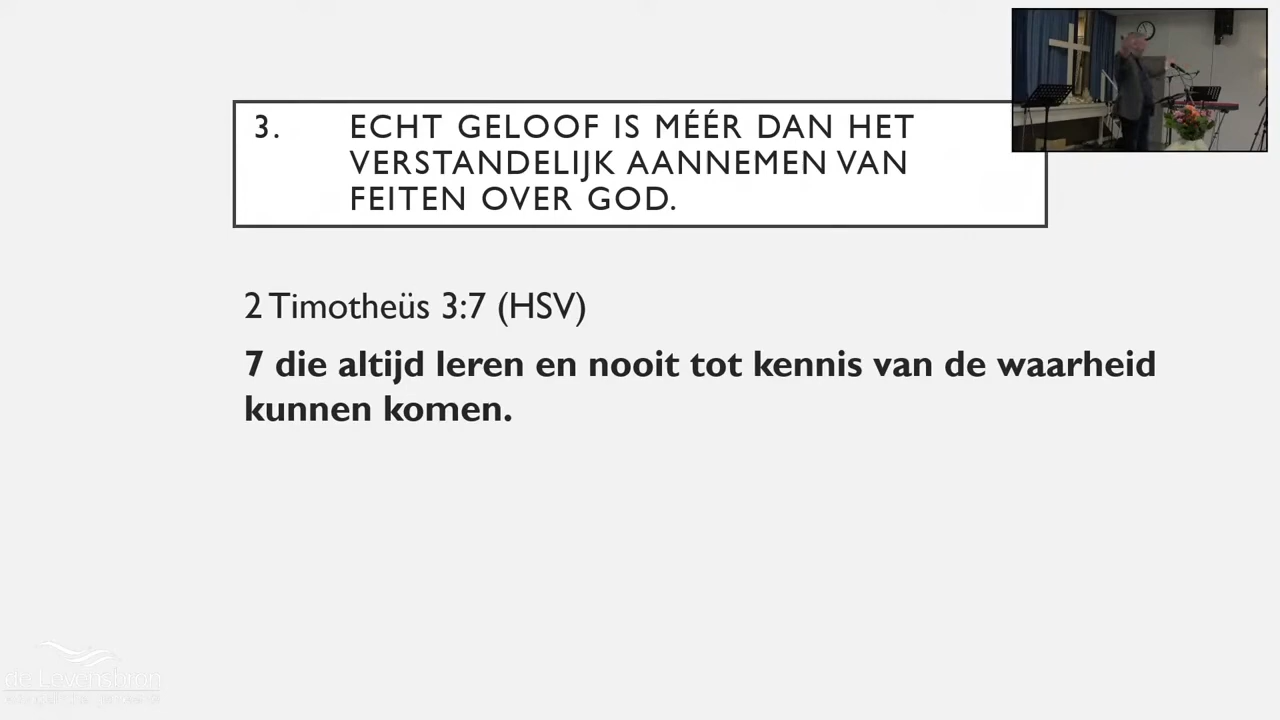 3. ECHT GELOOF IS MÉÉR DAN HET
VERSTANDELIJK AANNEMEN VAN
FEITEN OVER GOD.
2 Timotheüs 3:7 (HSV)
7 die altijd leren en nooit tot kennis van de waarheid
kunnen komen.
de Levensbron